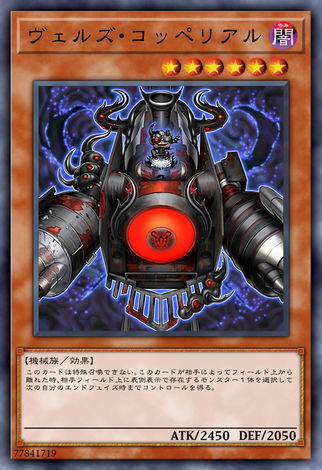 ヴェルズ・コッペリアル
やみ
闇
【機械族/効果】
このカードは特殊召喚できない。このカードが相手によってフィールド上から
離れた時、相手フィールド上に表側表示で存在するモンスター1体を選択して
次の自分のエンドフェイズ時までコントロールを得る。
ATK/2450 DEF/2050
77841719